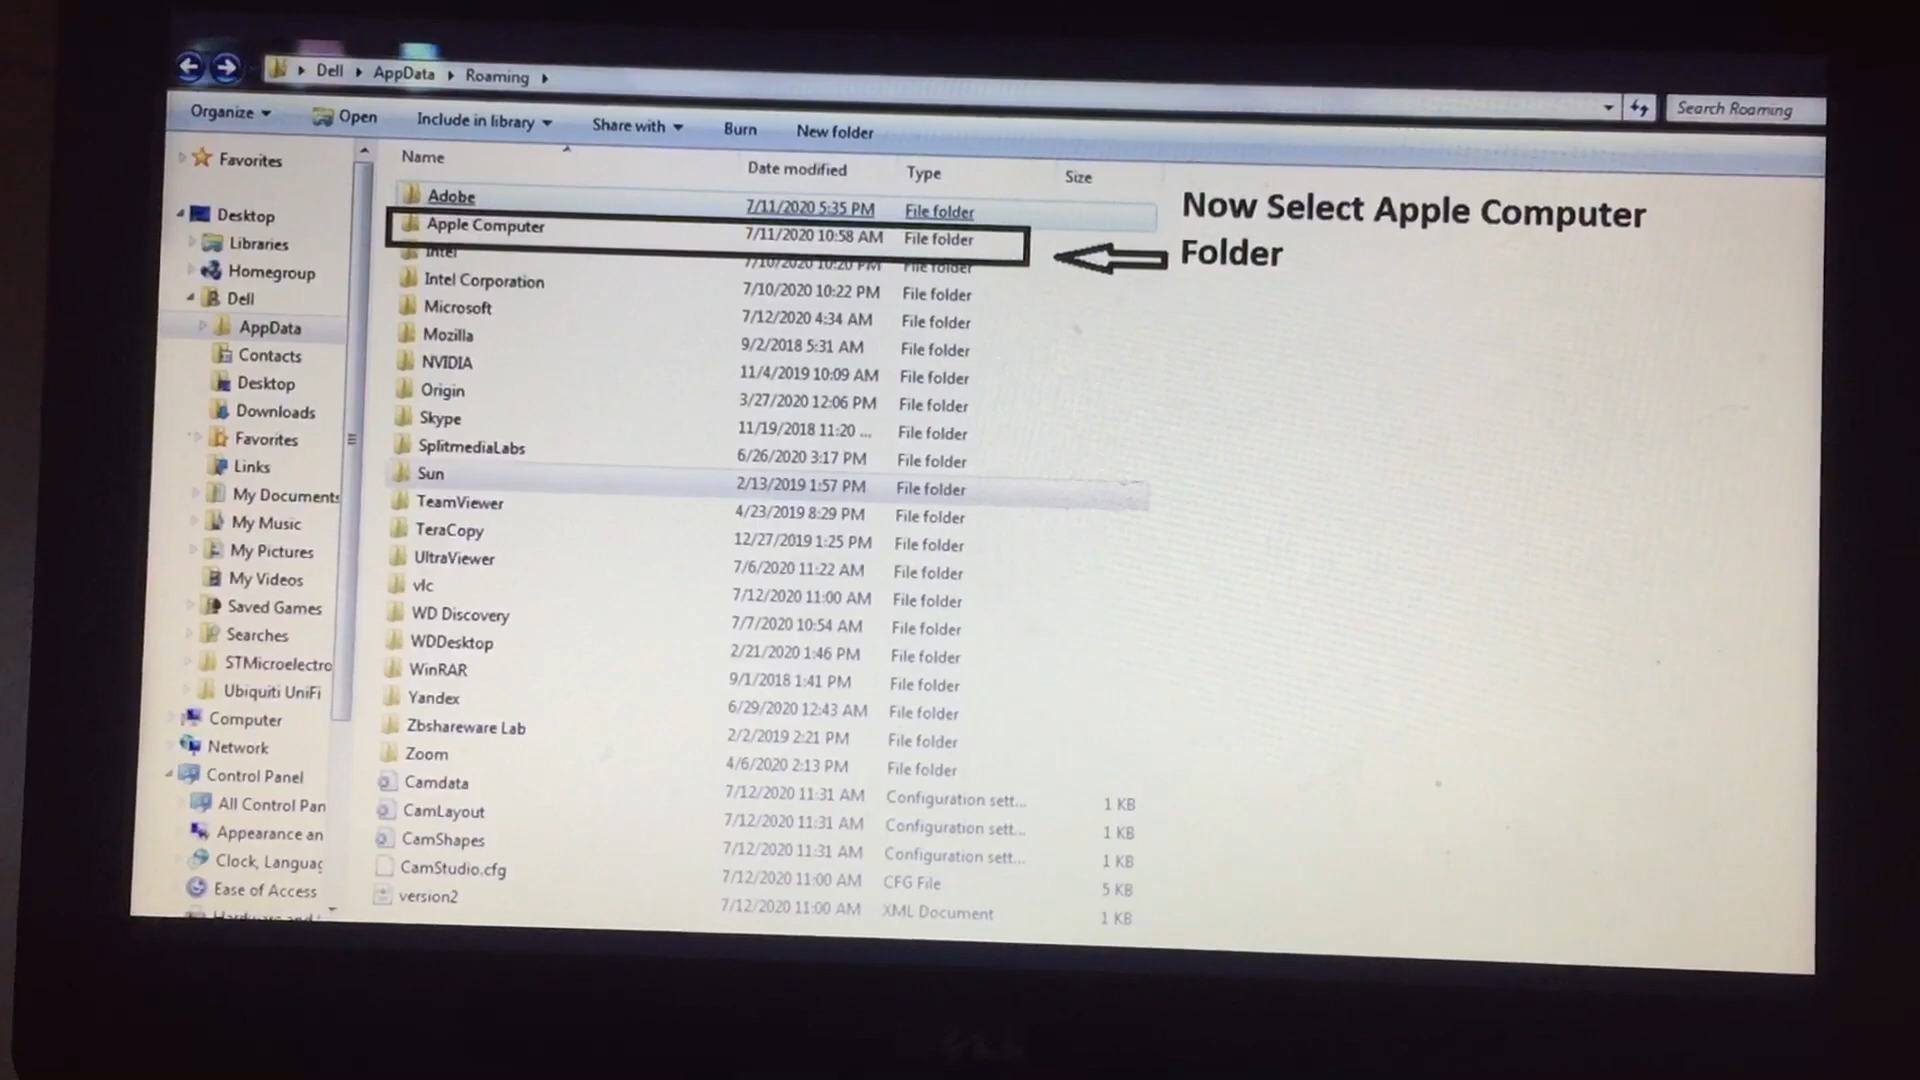 Dell AppData Roaming
Search Roaming
Organize Open Include in library Share with Burn New folder
Name Date modified Type Size
Favorites
Desktop
Libraries
Homegroup
Dell
AppData
Contacts
Desktop
Downloads
Favorites
Links
My Documents
My Music
My Pictures
My Videos
Saved Games
Searches
STMicroelectro
Ubiquiti UniFi
Computer
Network
Control Panel
All Control Pan
Appearance an
Clock, Languag
Ease of Access
Hardware and
Adobe 7/11/2020 5:35 PM File folder
Apple Computer 7/11/2020 10:58 AM File folder
Intel 7/10/2020 10:20 PM File folder
Intel Corporation 7/10/2020 10:22 PM File folder
Microsoft 7/12/2020 4:34 AM File folder
Mozilla 9/2/2018 5:31 AM File folder
NVIDIA 11/4/2019 10:09 AM File folder
Origin 3/27/2020 12:06 PM File folder
Skype 11/19/2018 11:20 ... File folder
SplitmediaLabs 6/26/2020 3:17 PM File folder
Sun 2/13/2019 1:57 PM File folder
TeamViewer 4/23/2019 8:29 PM File folder
TeraCopy 12/27/2019 1:25 PM File folder
UltraViewer 7/6/2020 11:22 AM File folder
vlc 7/12/2020 11:00 AM File folder
WD Discovery 7/7/2020 10:54 AM File folder
WDDesktop 2/21/2020 1:46 PM File folder
WinRAR 9/1/2018 1:41 PM File folder
Yandex 6/29/2020 12:43 AM File folder
Zbshareware Lab 2/2/2019 2:21 PM File folder
Zoom 4/6/2020 2:13 PM File folder
Camdata 7/12/2020 11:31 AM Configuration sett... 1 KB
CamLayout 7/12/2020 11:31 AM Configuration sett... 1 KB
CamShapes 7/12/2020 11:31 AM Configuration sett... 1 KB
CamStudio.cfg 7/12/2020 11:00 AM CFG File 5 KB
version2 7/12/2020 11:00 AM XML Document 1 KB
Now Select Apple Computer
Folder